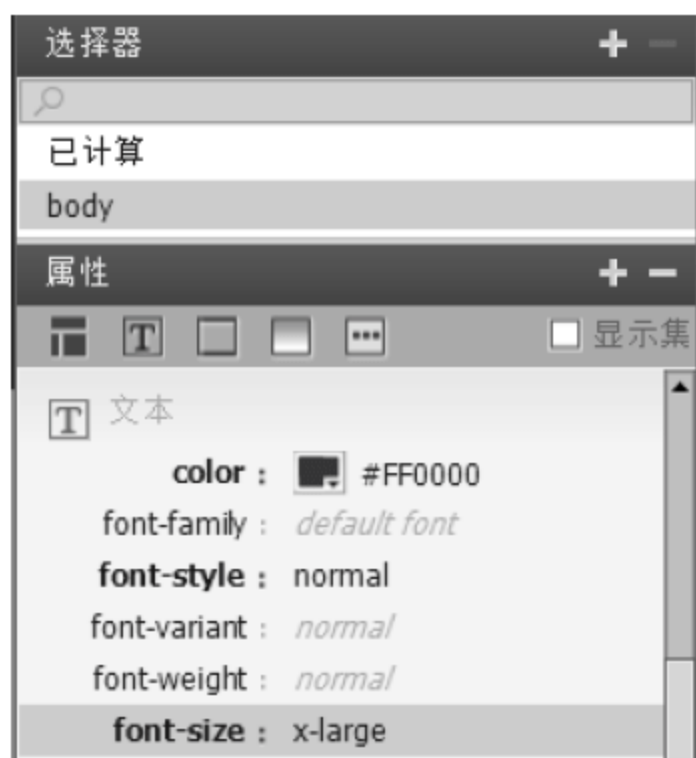 选择器
已计算
body
属性
T
显示集
T 文本
color : #FF0000
font-family : default font
font-style : normal
font-variant : normal
font-weight : normal
font-size : x-large